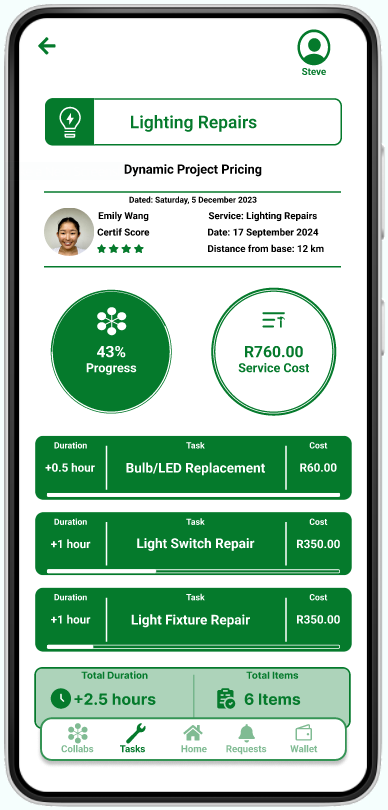 Steve
Lighting Repairs
Dynamic Project Pricing
Dated: Saturday, 5 December 2023
Emily Wang
Service: Lighting Repairs
Certif Score
Date: 17 September 2024
Distance from base: 12 km
43%
Progress
R760.00
Service Cost
Duration Task Cost
+0.5 hour Bulb/LED Replacement R60.00
Duration Task Cost
+1 hour Light Switch Repair R350.00
Duration Task Cost
+1 hour Light Fixture Repair R350.00
Total Duration Total Items
+2.5 hours 6 Items
Collabs Tasks Home Requests Wallet